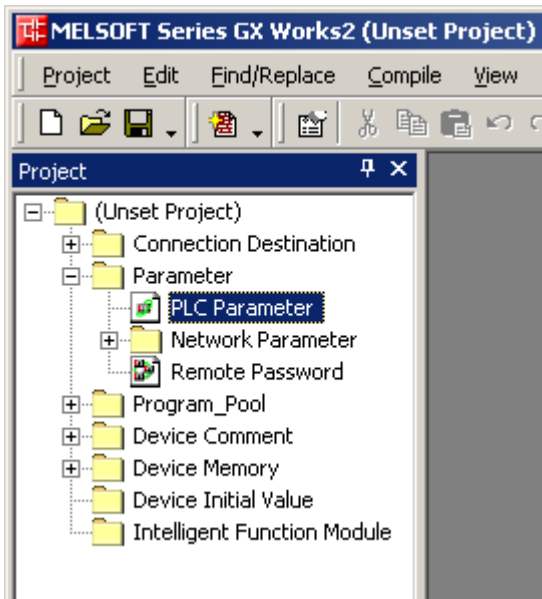 MELSOFT Series GX Works2 (Unset Project)
Project Edit Find/Replace Compile View
Project
(Unset Project)
Connection Destination
Parameter
PLC Parameter
Network Parameter
Remote Password
Program_Pool
Device Comment
Device Memory
Device Initial Value
Intelligent Function Module